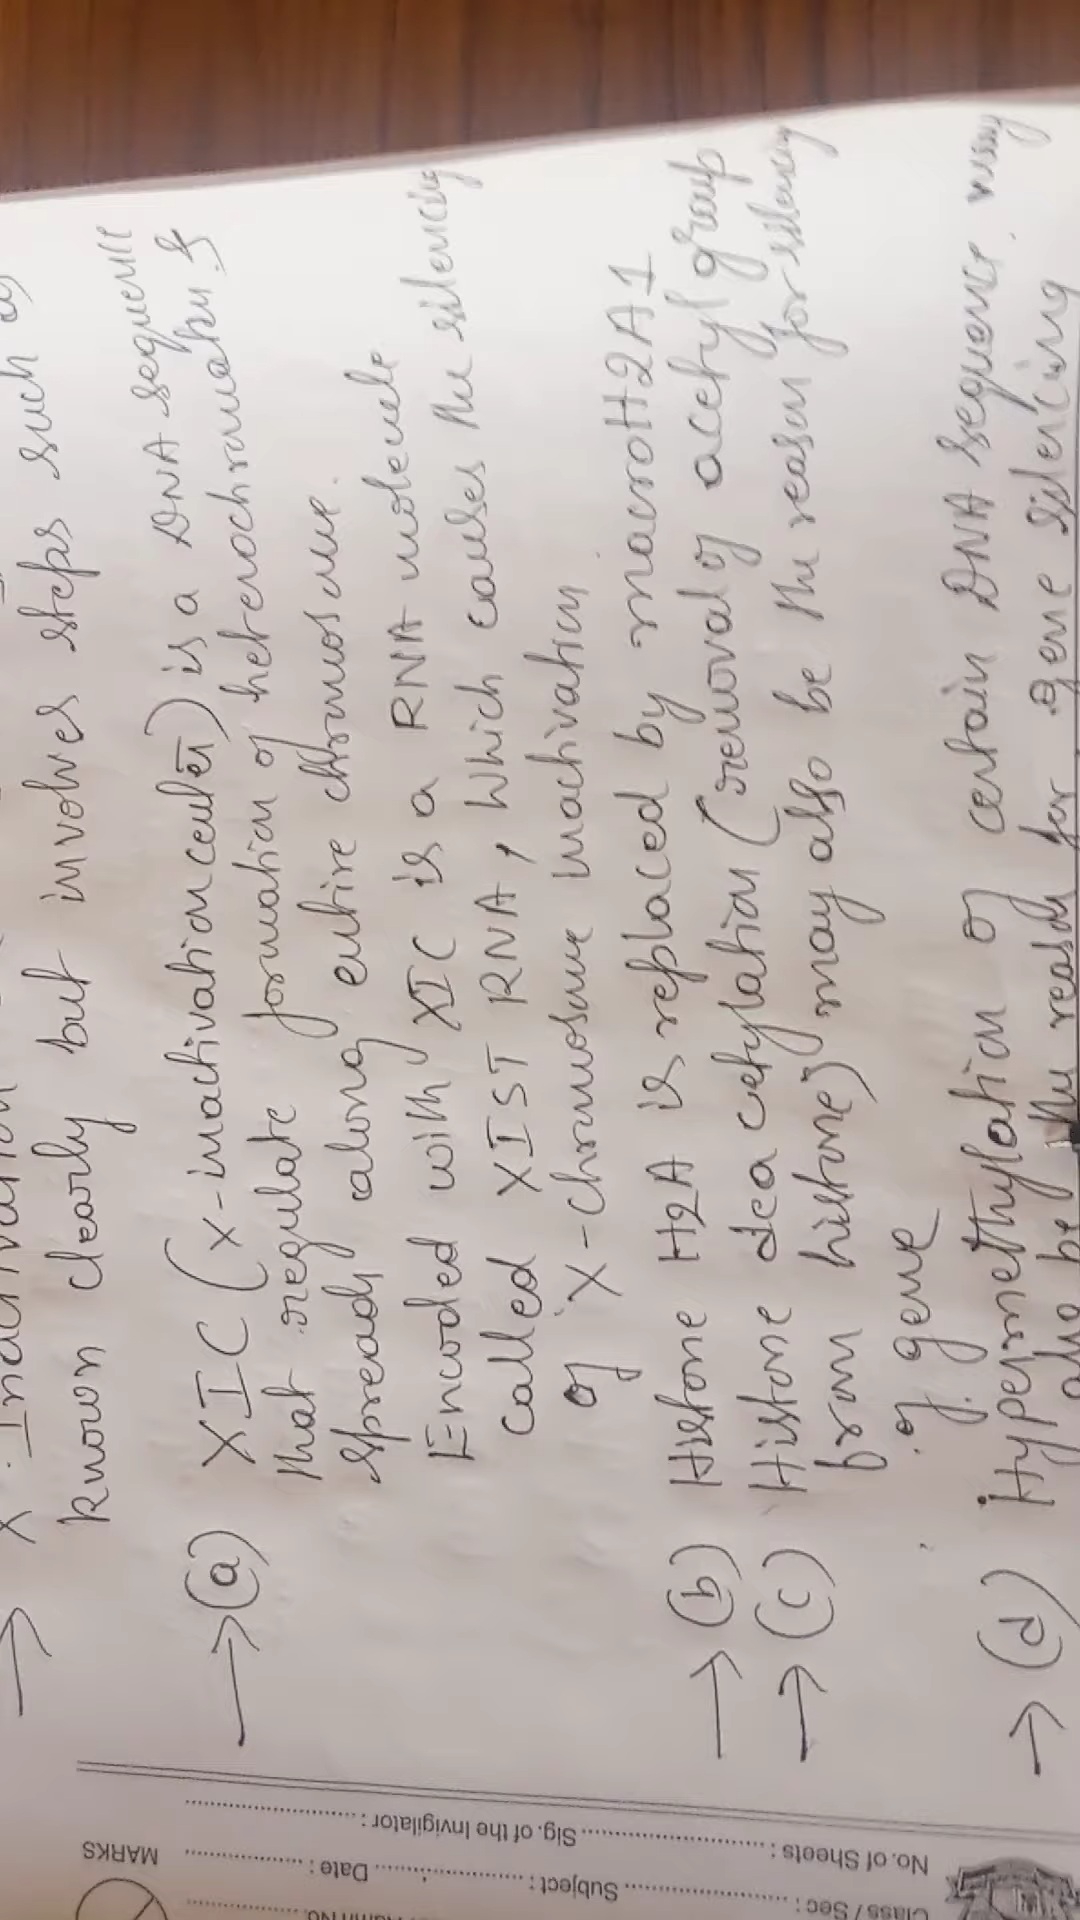 → X-Inactivation
known clearly but involves steps such as
→ (a) XIC (X-inactivation center) is a DNA sequence
that regulate formation of heterochromatin &
spreads along entire chromosome.
Encoded with XIC is a RNA molecule
called XIST RNA, which causes the silencing
of X-chromosome inactivation
→ (b) Histone H2A is replaced by macroH2A1
→ (c) Histone deacetylation (removal of acetyl group
from histone) may also be the reason for silencing
of gene
→ (d) Hypermethylation of certain DNA sequence may
also be the reason for gene silencing
No. of Sheets : Sig. of the Invigilator :
Class / Sec : Subject : Date :
MARKS